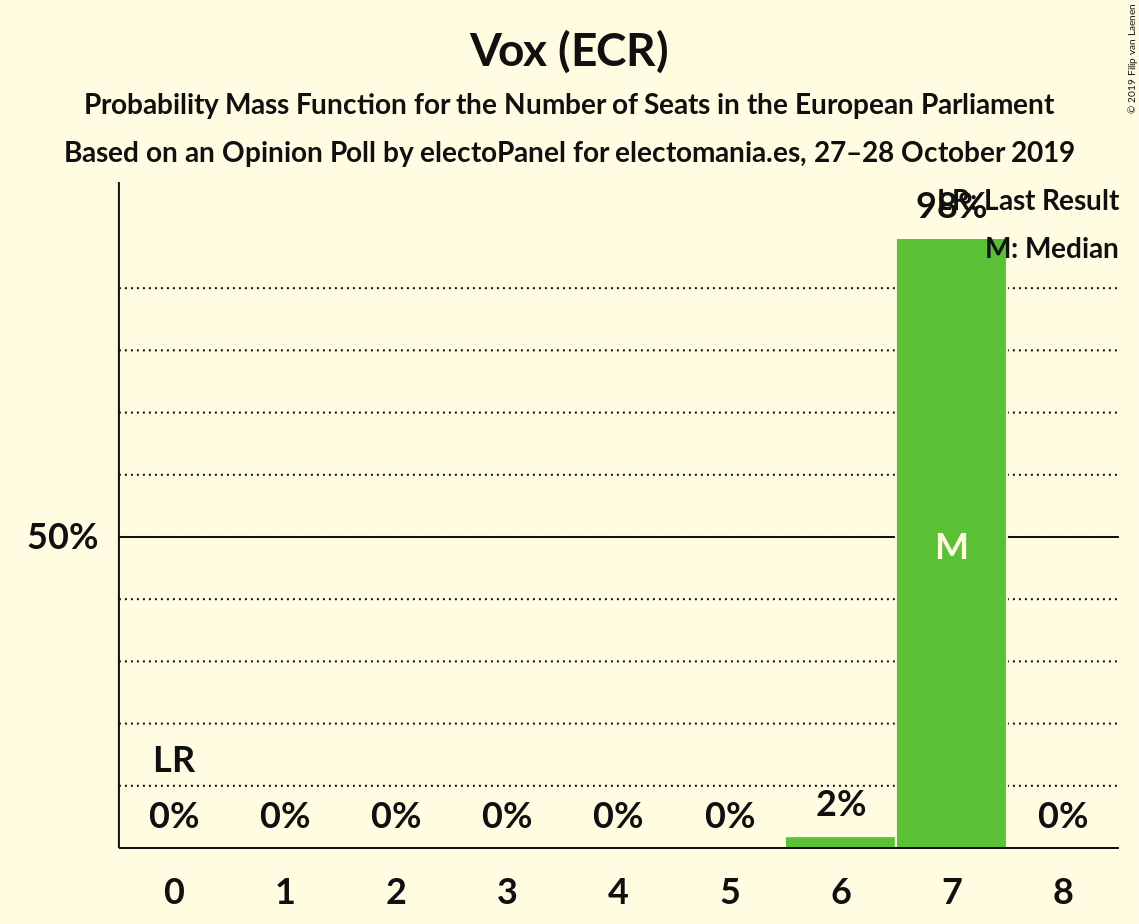 Vox (ECR)
Probability Mass Function for the Number of Seats in the European Parliament
Based on an Opinion Poll by electoPanel for electomania.es, 27–28 October 2019
© 2019 Filip van Laenen
LR: Last Result
M: Median
98%
50%
M
LR
0% 0% 0% 0% 0% 0% 2% 0%
0 1 2 3 4 5 6 7 8